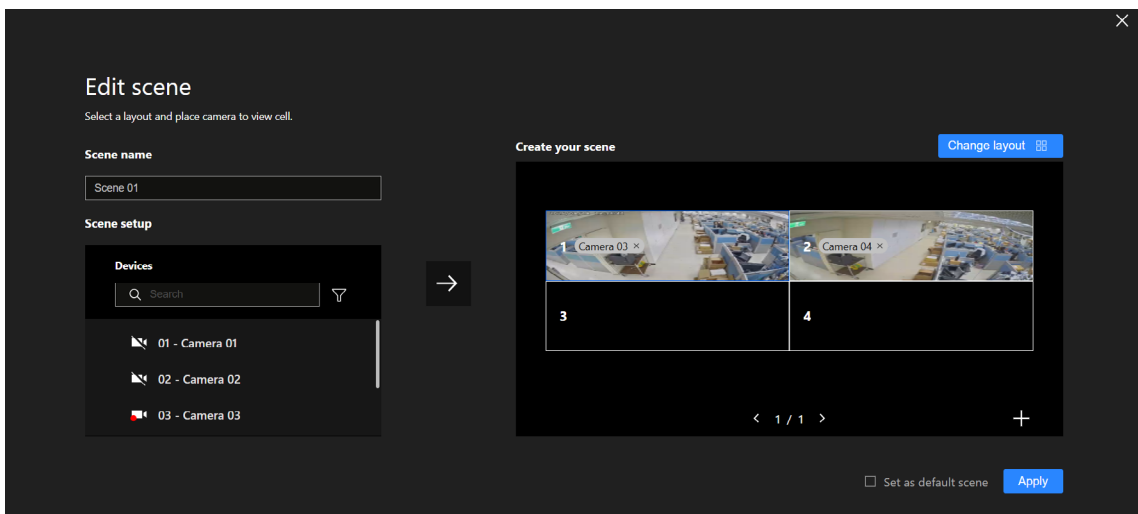 Edit scene
Select a layout and place camera to view cell.
Scene name
Scene 01
Scene setup
Devices
Search
01 - Camera 01
02 - Camera 02
03 - Camera 03
Create your scene
Change layout
1 Camera 03 ×
2 Camera 04 ×
3
4
1 / 1
Set as default scene
Apply